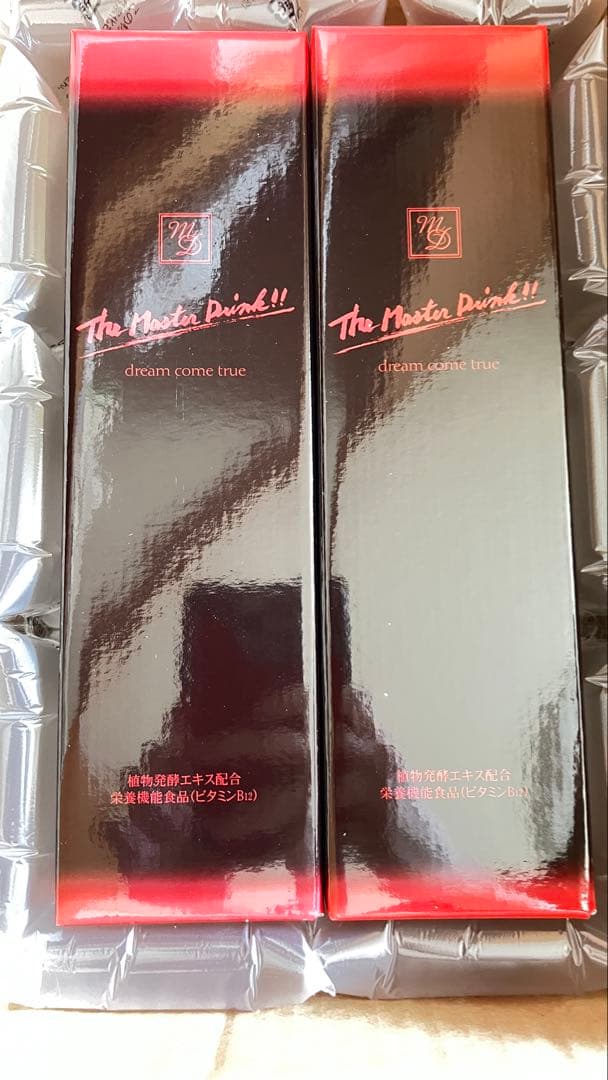 MD
The Master Drink!!
dream come true
植物発酵エキス配合
栄養機能食品(ビタミンB12)
MD
The Master Drink!!
dream come true
植物発酵エキス配合
栄養機能食品(ビタミンB12)